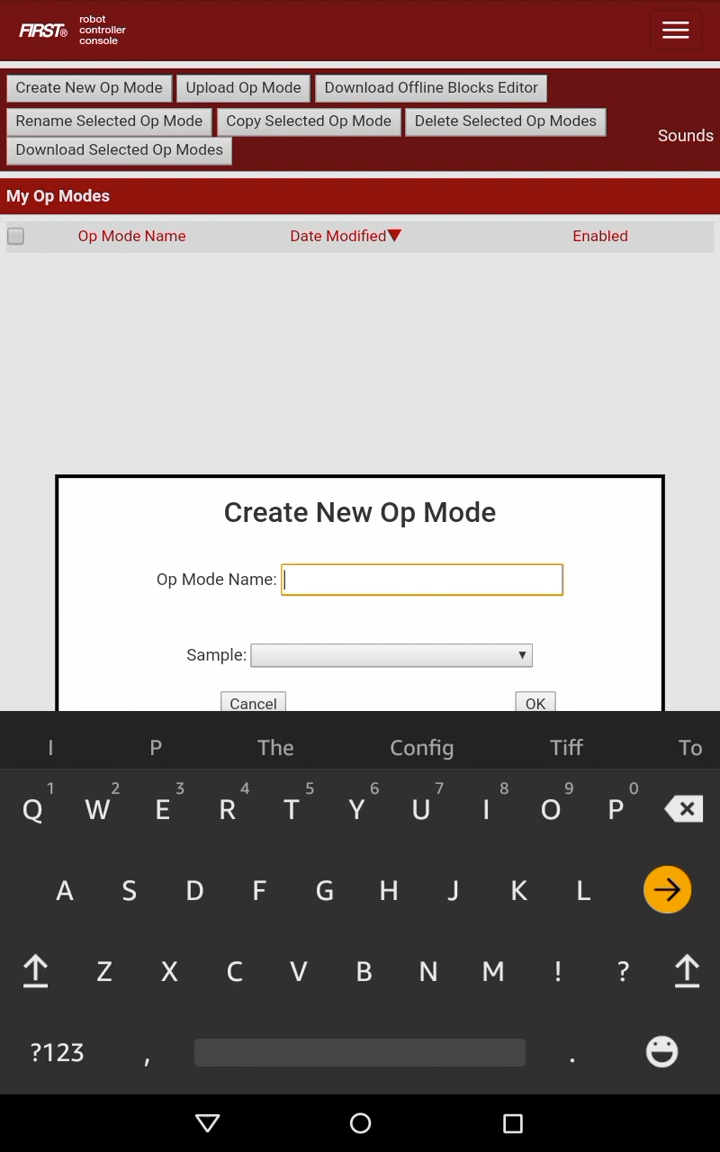 FIRST® robot
controller
console
Create New Op Mode Upload Op Mode Download Offline Blocks Editor
Rename Selected Op Mode Copy Selected Op Mode Delete Selected Op Modes
Sounds
Download Selected Op Modes
My Op Modes
Op Mode Name Date Modified▼ Enabled
Create New Op Mode
Op Mode Name:
Sample: ▼
Cancel OK
I P The Config Tiff To
1 2 3 4 5 6 7 8 9 0
Q W E R T Y U I O P
A S D F G H J K L
Z X C V B N M ! ?
?123 , .